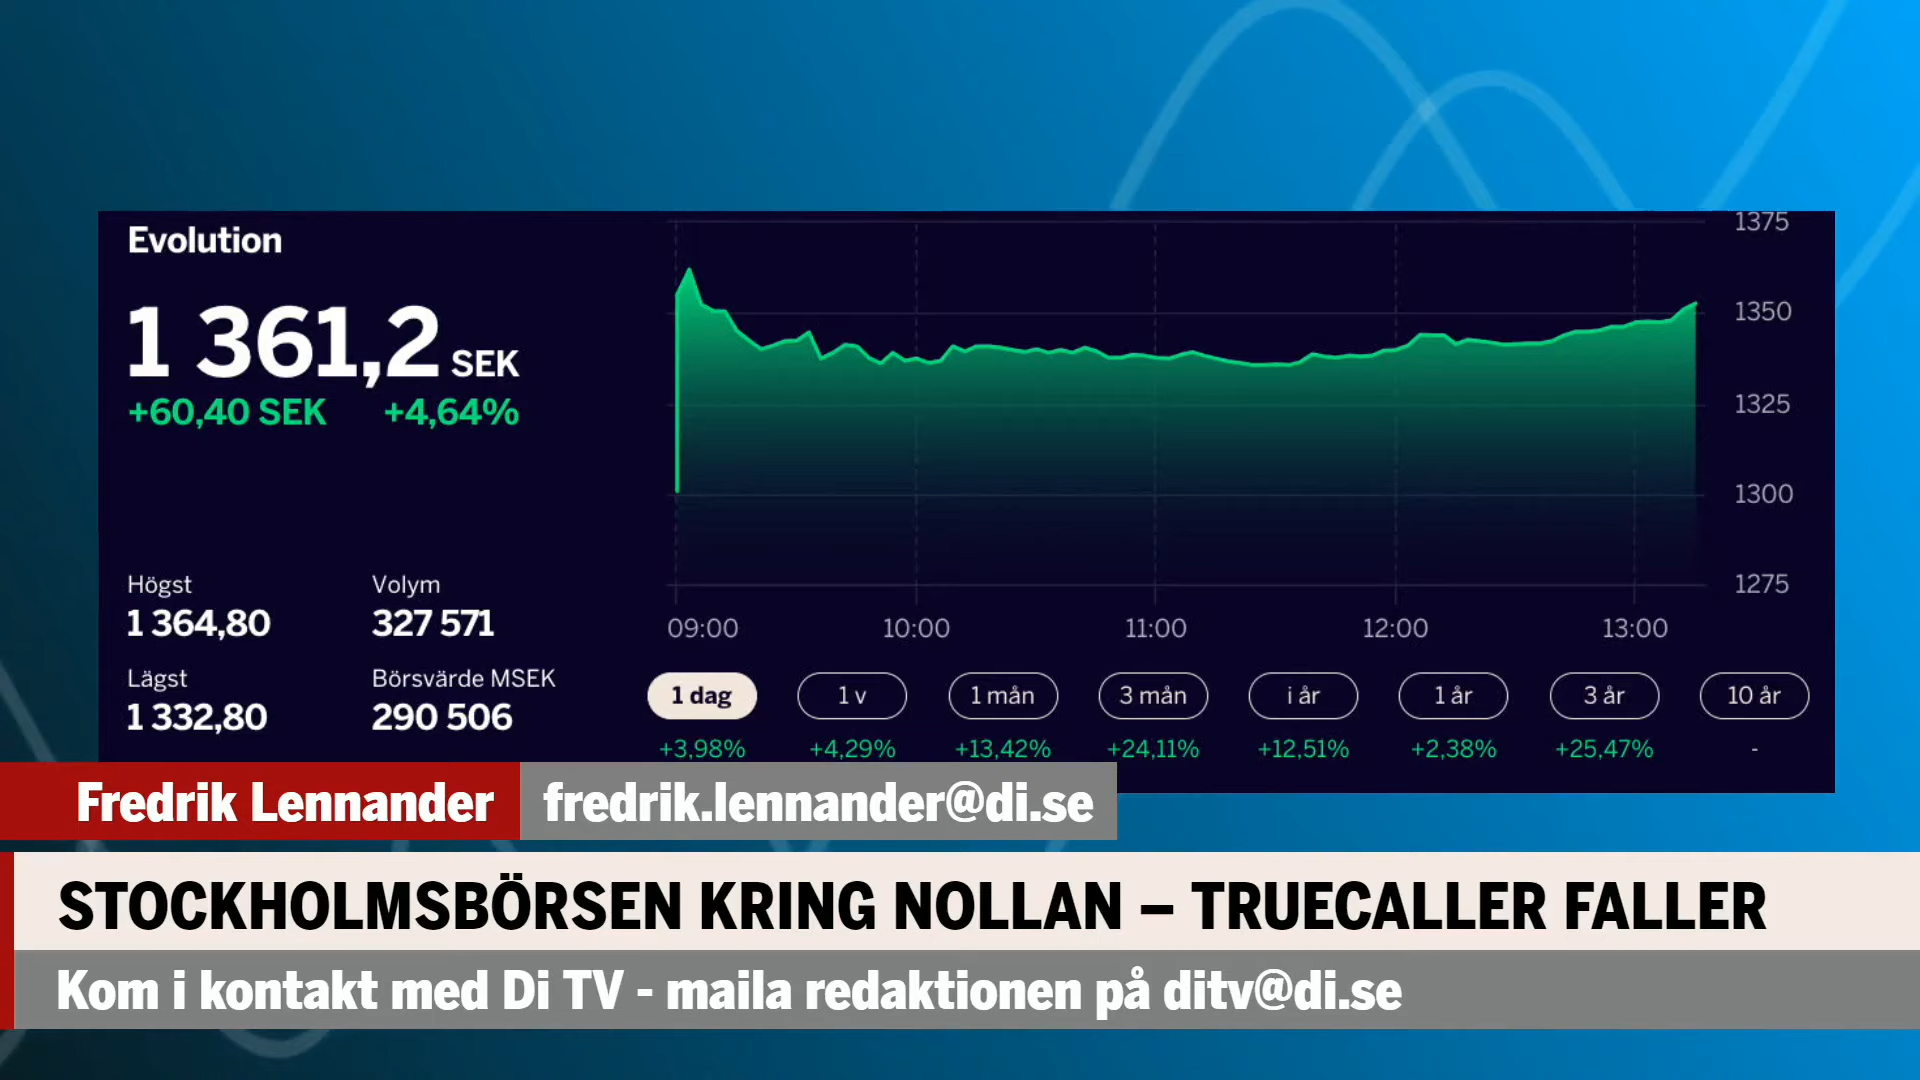 Evolution
1 361,2 SEK
+60,40 SEK +4,64%
Högst Volym
1 364,80 327 571
Lägst Börsvärde MSEK
1 332,80 290 506
1375
1350
1325
1300
1275
09:00 10:00 11:00 12:00 13:00
1 dag 1 v 1 mån 3 mån i år 1 år 3 år 10 år
+3,98% +4,29% +13,42% +24,11% +12,51% +2,38% +25,47% -
Fredrik Lennander fredrik.lennander@di.se
STOCKHOLMSBÖRSEN KRING NOLLAN – TRUECALLER FALLER
Kom i kontakt med Di TV - maila redaktionen på ditv@di.se